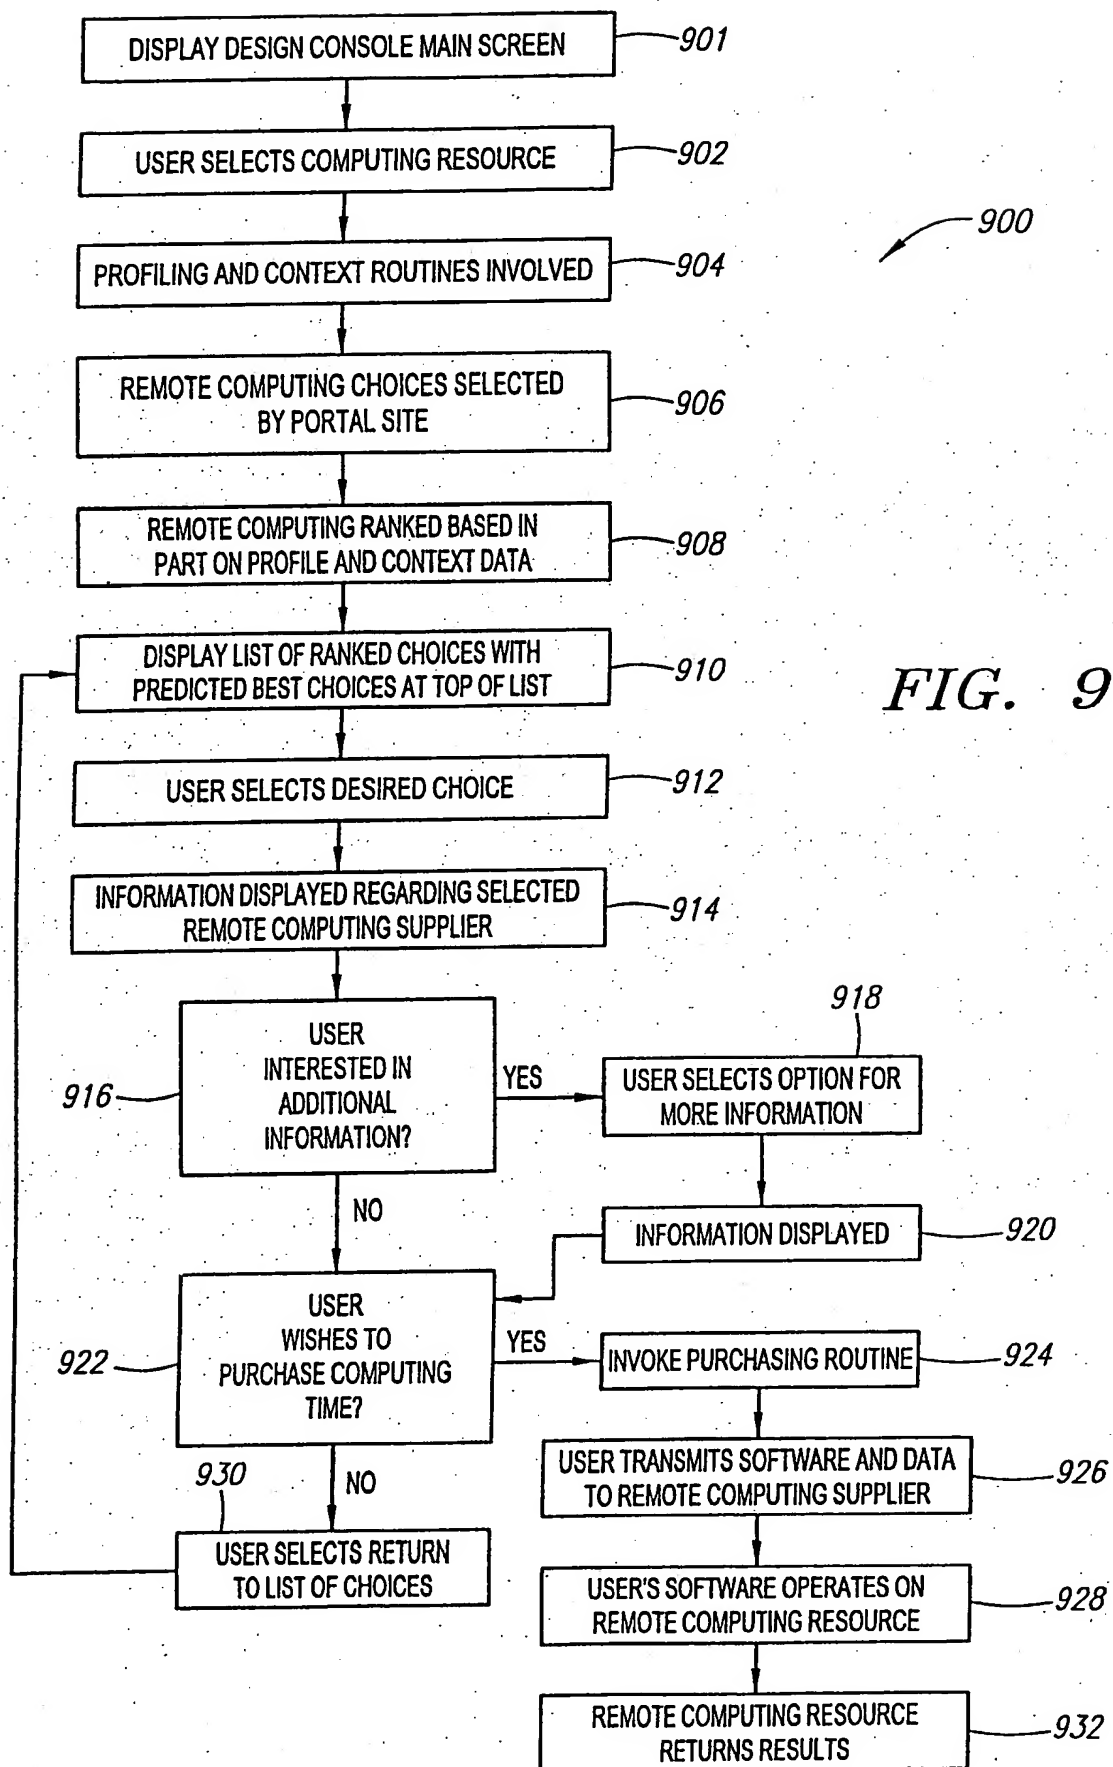 DISPLAY DESIGN CONSOLE MAIN SCREEN
901
USER SELECTS COMPUTING RESOURCE
902
900
PROFILING AND CONTEXT ROUTINES INVOLVED
904
REMOTE COMPUTING CHOICES SELECTED
BY PORTAL SITE
906
REMOTE COMPUTING RANKED BASED IN
PART ON PROFILE AND CONTEXT DATA
908
DISPLAY LIST OF RANKED CHOICES WITH
PREDICTED BEST CHOICES AT TOP OF LIST
910
FIG. 9
USER SELECTS DESIRED CHOICE
912
INFORMATION DISPLAYED REGARDING SELECTED
REMOTE COMPUTING SUPPLIER
914
USER
INTERESTED IN
ADDITIONAL
INFORMATION?
916
YES
918
USER SELECTS OPTION FOR
MORE INFORMATION
NO
INFORMATION DISPLAYED
920
USER
WISHES TO
PURCHASE COMPUTING
TIME?
922
YES
INVOKE PURCHASING ROUTINE
924
USER TRANSMITS SOFTWARE AND DATA
TO REMOTE COMPUTING SUPPLIER
926
930
NO
USER SELECTS RETURN
TO LIST OF CHOICES
USER'S SOFTWARE OPERATES ON
REMOTE COMPUTING RESOURCE
928
REMOTE COMPUTING RESOURCE
RETURNS RESULTS
932